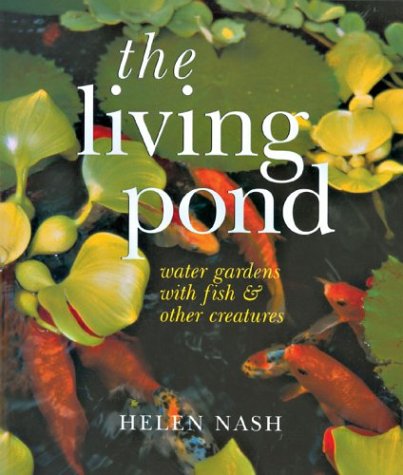 the
living
pond
water gardens
with fish &
other creatures
HELEN NASH